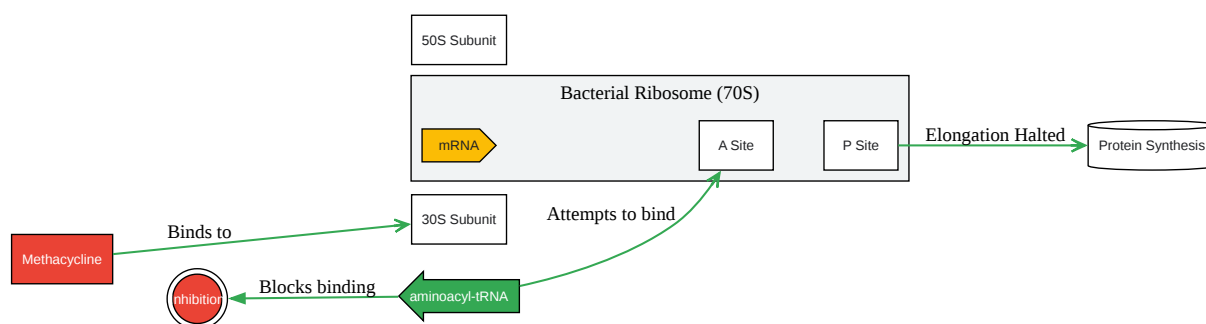 50S Subunit
Bacterial Ribosome (70S)
mRNA
A Site
P Site
Elongation Halted
Protein Synthesis
30S Subunit
Attempts to bind
Binds to
Methacycline
Blocks binding
aminoacyl-tRNA
nhibition